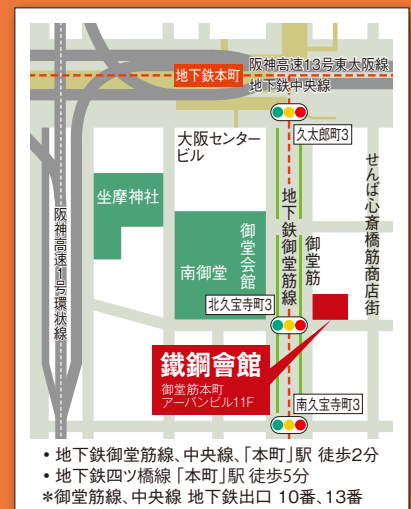 阪神高速13号東大阪線
地下鉄本町
地下鉄中央線
大阪センター
ビル
久太郎町3
坐摩神社
せんば心斎橋筋商店街
阪神高速1号環状線
地下鉄御堂筋線
御堂会館
御堂筋
南御堂
北久宝寺町3
鐵鋼會館
御堂筋本町
アーバンビル11F
南久宝寺町3
・地下鉄御堂筋線、中央線、「本町」駅 徒歩2分
・地下鉄四ツ橋線「本町」駅 徒歩5分
*御堂筋線、中央線 地下鉄出口 10番、13番